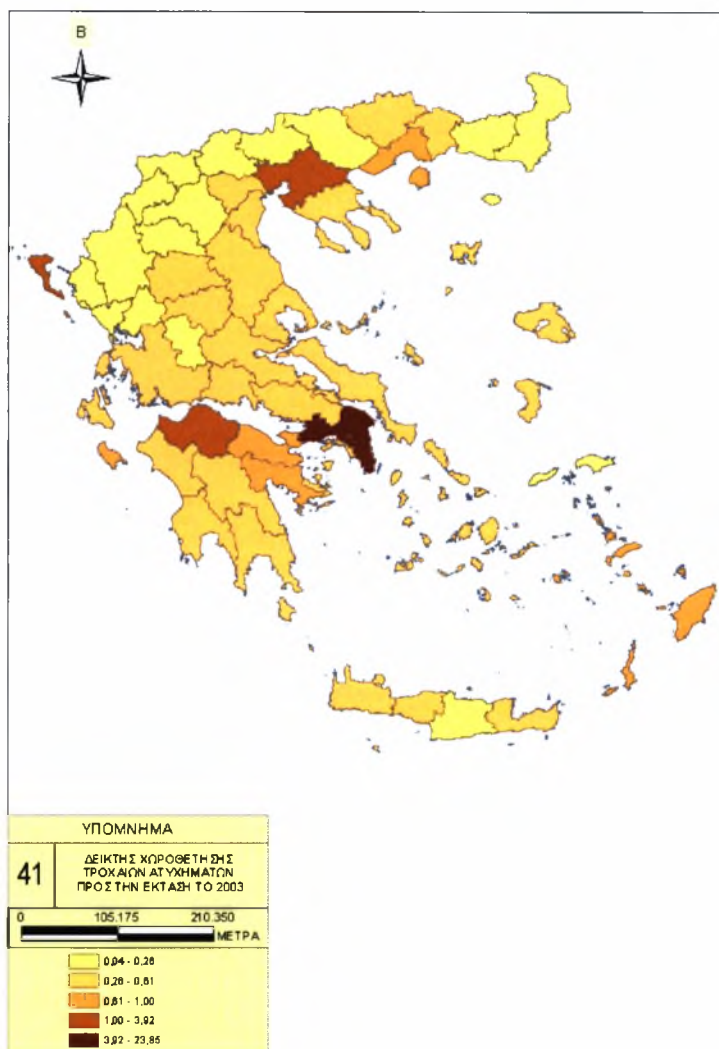 Β
ΥΠΟΜΝΗΜΑ
41
ΔΕΙΚΤΗΣ ΧΩΡΟΘΕΤΗΣΗΣ
ΤΡΟΧΑΙΩΝ ΑΤΥΧΗΜΑΤΩΝ
ΠΡΟΣ ΤΗΝ ΕΚΤΑΣΗ ΤΟ 2003
0 105.175 210.350
ΜΕΤΡΑ
0,04 - 0,26
0,26 - 0,61
0,61 - 1,00
1,00 - 3,92
3,92 - 23,85